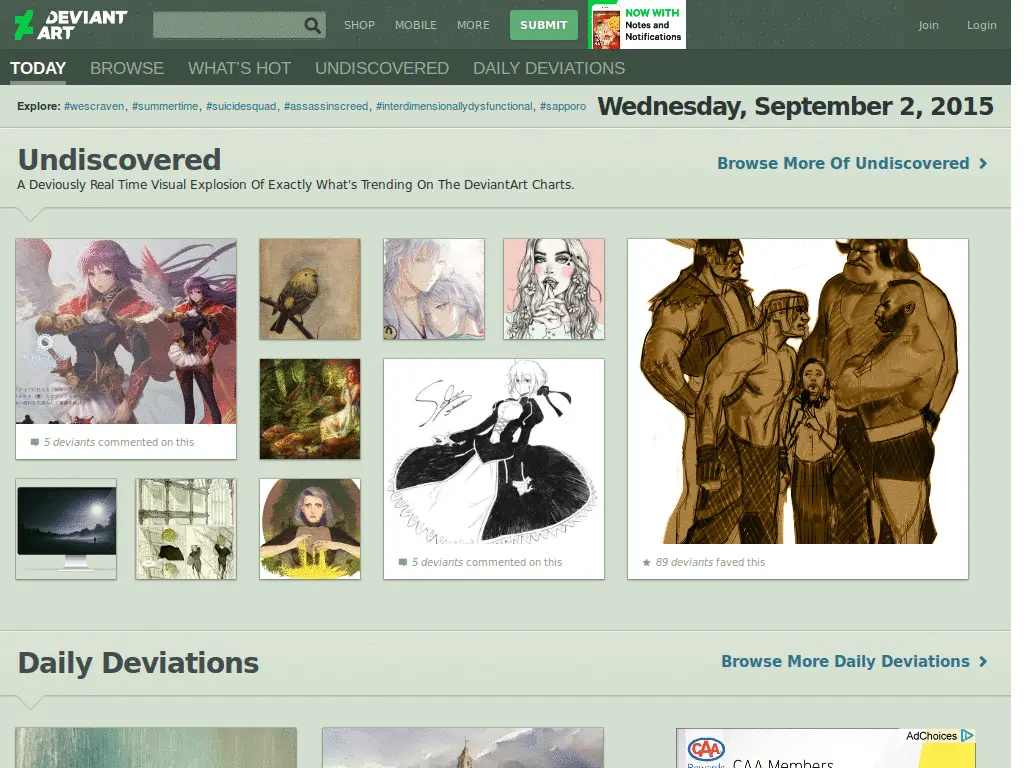 DEVIANT
ART
SHOP MOBILE MORE SUBMIT
NOW WITH
Notes and
Notifications
Join Login
TODAY BROWSE WHAT'S HOT UNDISCOVERED DAILY DEVIATIONS
Explore: #wescraven, #summertime, #suicidesquad, #assassinscreed, #interdimensionallydysfunctional, #sapporo
Wednesday, September 2, 2015
Undiscovered
Browse More Of Undiscovered
A Deviously Real Time Visual Explosion Of Exactly What's Trending On The DeviantArt Charts.
5 deviants commented on this
5 deviants commented on this
89 deviants faved this
Daily Deviations
Browse More Daily Deviations
AdChoices
CAA
Rewards
CAA Members